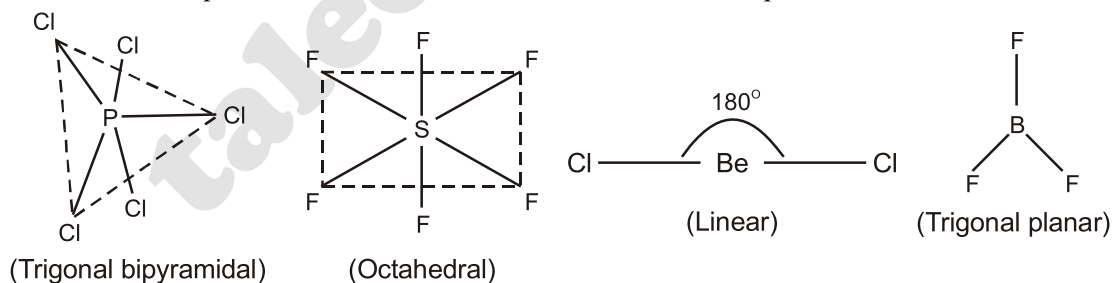 Cl
Cl
P
Cl
Cl
Cl
(Trigonal bipyramidal)
F
F
F
S
F
F
F
(Octahedral)
180°
Cl Be Cl
(Linear)
F
B
F F
(Trigonal planar)